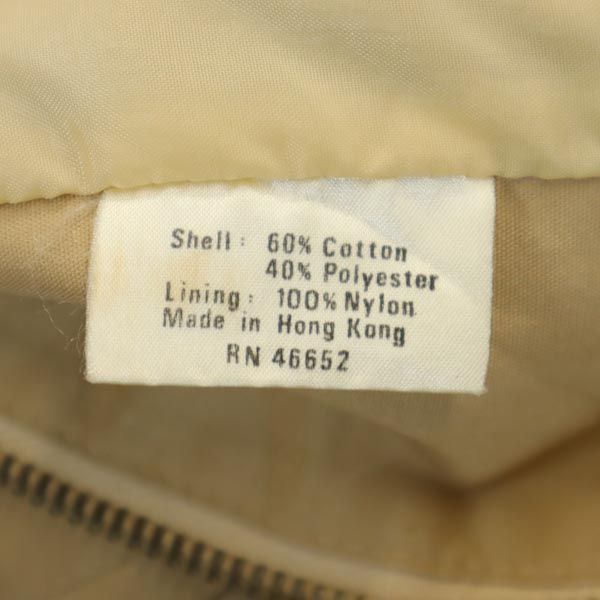 Shell: 60% Cotton
40% Polyester
Lining: 100% Nylon
Made in Hong Kong
RN 46652